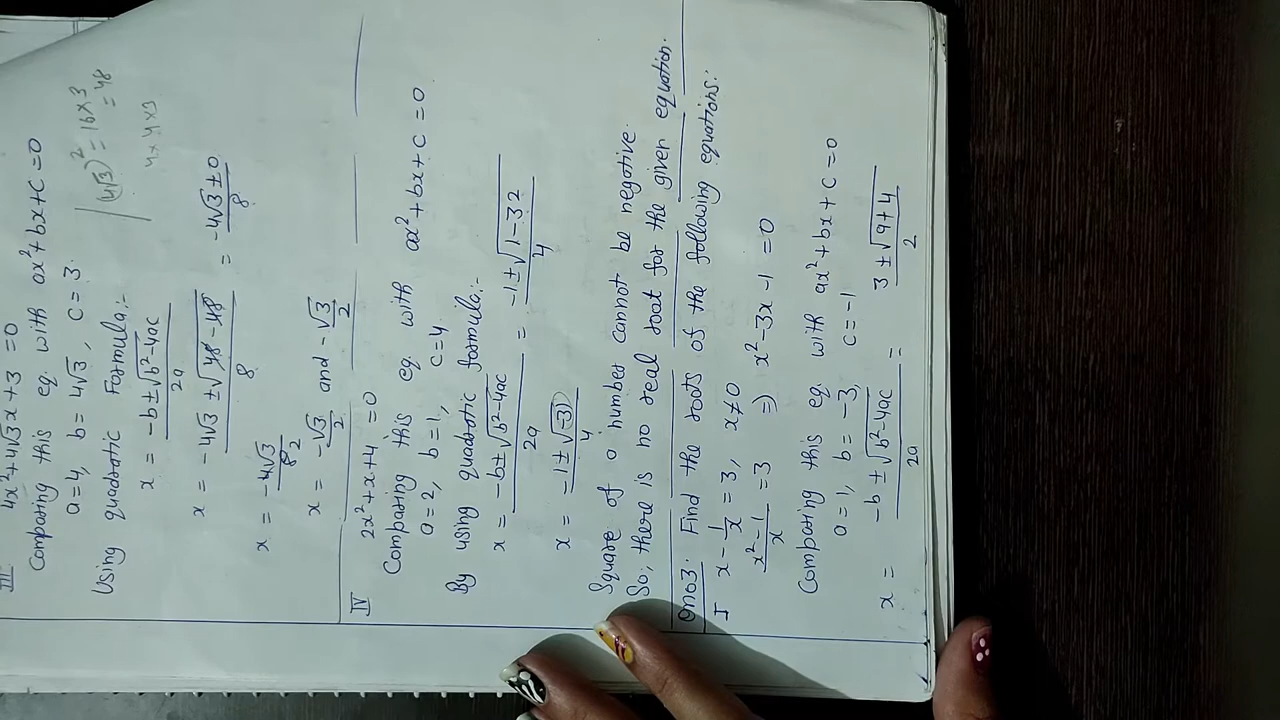 III 4x²+4√3x+3=0
Comparing this eq. with ax²+bx+c=0
a=4, b=4√3, c=3.
(4√3)² = 16×3
= 48
4×4×3
Using quadratic Formula:-
x = -b±√b²-4ac / 2a
x = -4√3 ±√48-48 / 8 = -4√3±0 / 8
x = -4√3 / 8 2
x = -√3/2 and -√3/2
IV 2x²+x+4=0
Comparing this eq. with ax²+bx+c=0
a=2, b=1, c=4
By using quadratic formula:-
x = -b±√b²-4ac / 2a = -1±√1-32 / 4
x = -1±√(-31) / 4
Square of a number cannot be negative.
So, there is no real root for the given equation.
Qno3. Find the roots of the following equations:
I x - 1/x = 3, x≠0
x²-1 / x = 3 => x²-3x-1=0
Comparing this eq. with ax²+bx+c=0
a=1, b=-3, c=-1
x = -b±√b²-4ac / 2a = 3±√9+4 / 2